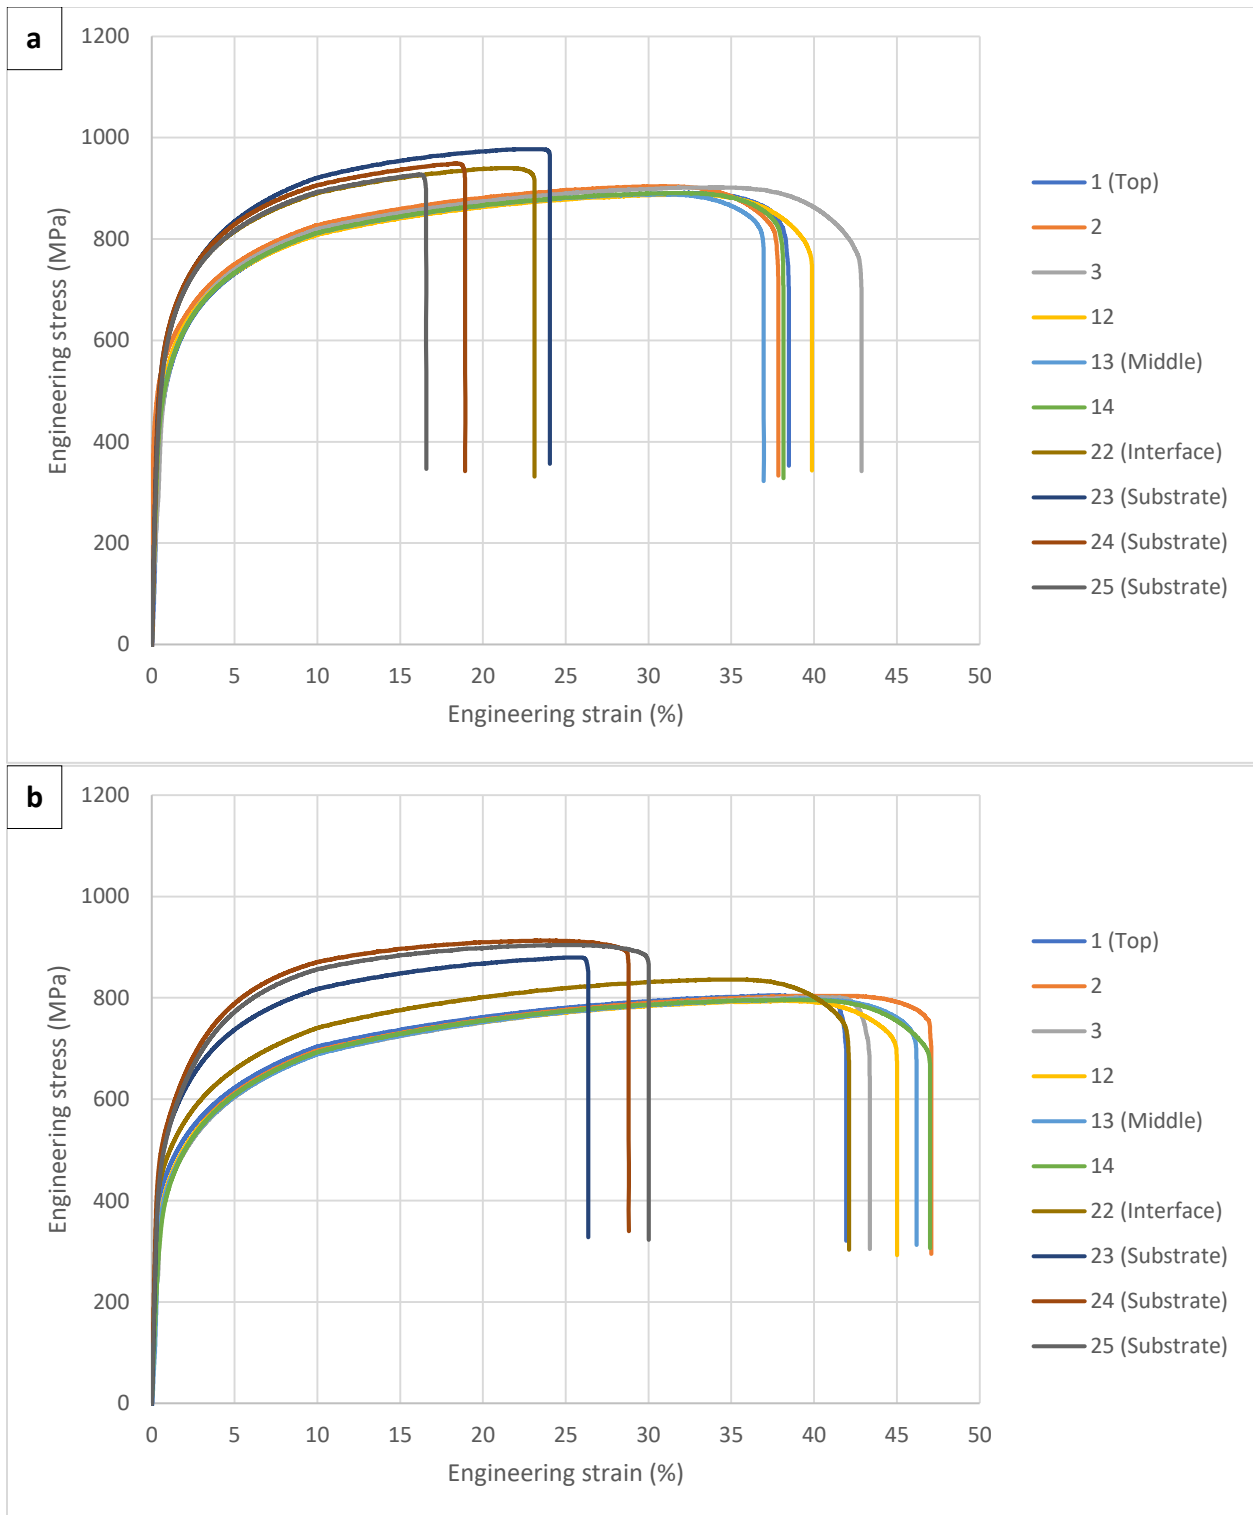 a
1200
1000
800
600
400
200
0
Engineering stress (MPa)
0 5 10 15 20 25 30 35 40 45 50
Engineering strain (%)
1 (Top)
2
3
12
13 (Middle)
14
22 (Interface)
23 (Substrate)
24 (Substrate)
25 (Substrate)
b
1200
1000
800
600
400
200
0
Engineering stress (MPa)
0 5 10 15 20 25 30 35 40 45 50
Engineering strain (%)
1 (Top)
2
3
12
13 (Middle)
14
22 (Interface)
23 (Substrate)
24 (Substrate)
25 (Substrate)